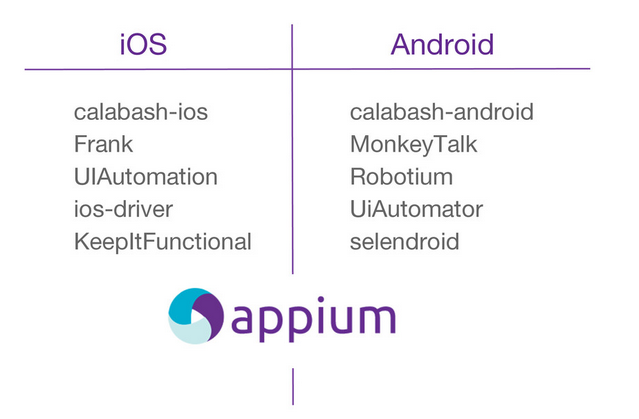 iOS
Android
calabash-ios
Frank
UIAutomation
ios-driver
KeepItFunctional
calabash-android
MonkeyTalk
Robotium
UiAutomator
selendroid
appium